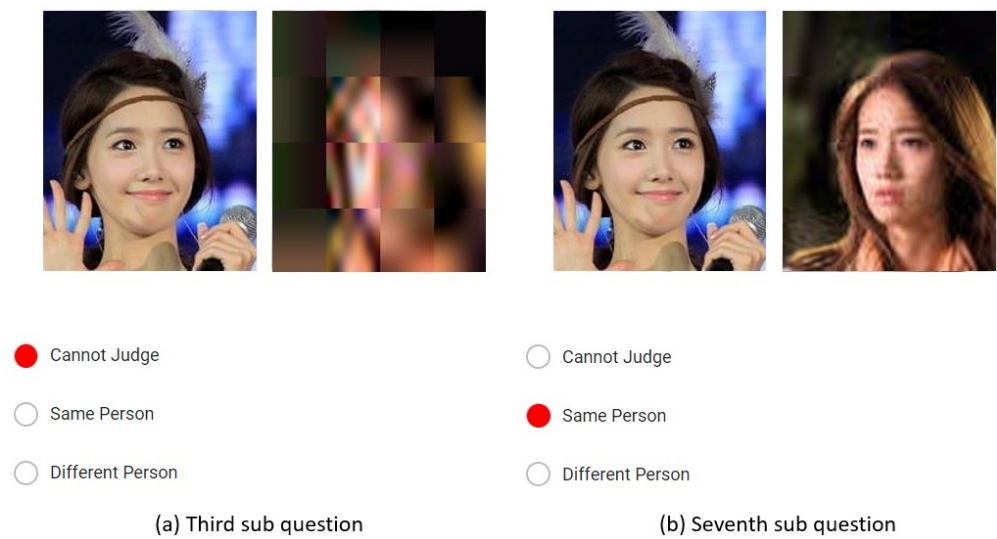 Cannot Judge
Same Person
Different Person
(a) Third sub question
Cannot Judge
Same Person
Different Person
(b) Seventh sub question